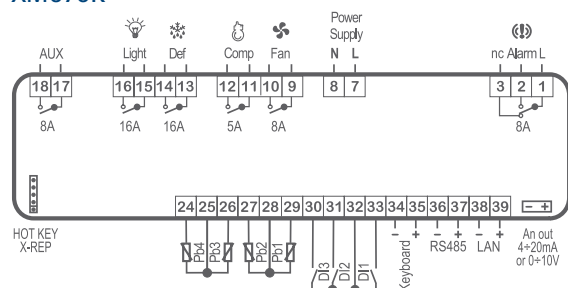 AUX
Light
Def
Comp
Fan
Power
Supply
N L
nc Alarm L
18 17
16 15 14 13
12 11 10 9
8 7
3 2 1
8A
16A
16A
5A
8A
8A
24 25 26 27 28 29 30 31 32 33 34 35 36 37 38 39
HOT KEY
X-REP
Pb4
Pb3
Pb2
Pb1
DI3
DI2
DI1
- +
Keyboard
- +
RS485
- +
LAN
- +
An out
4÷20mA
or 0÷10V